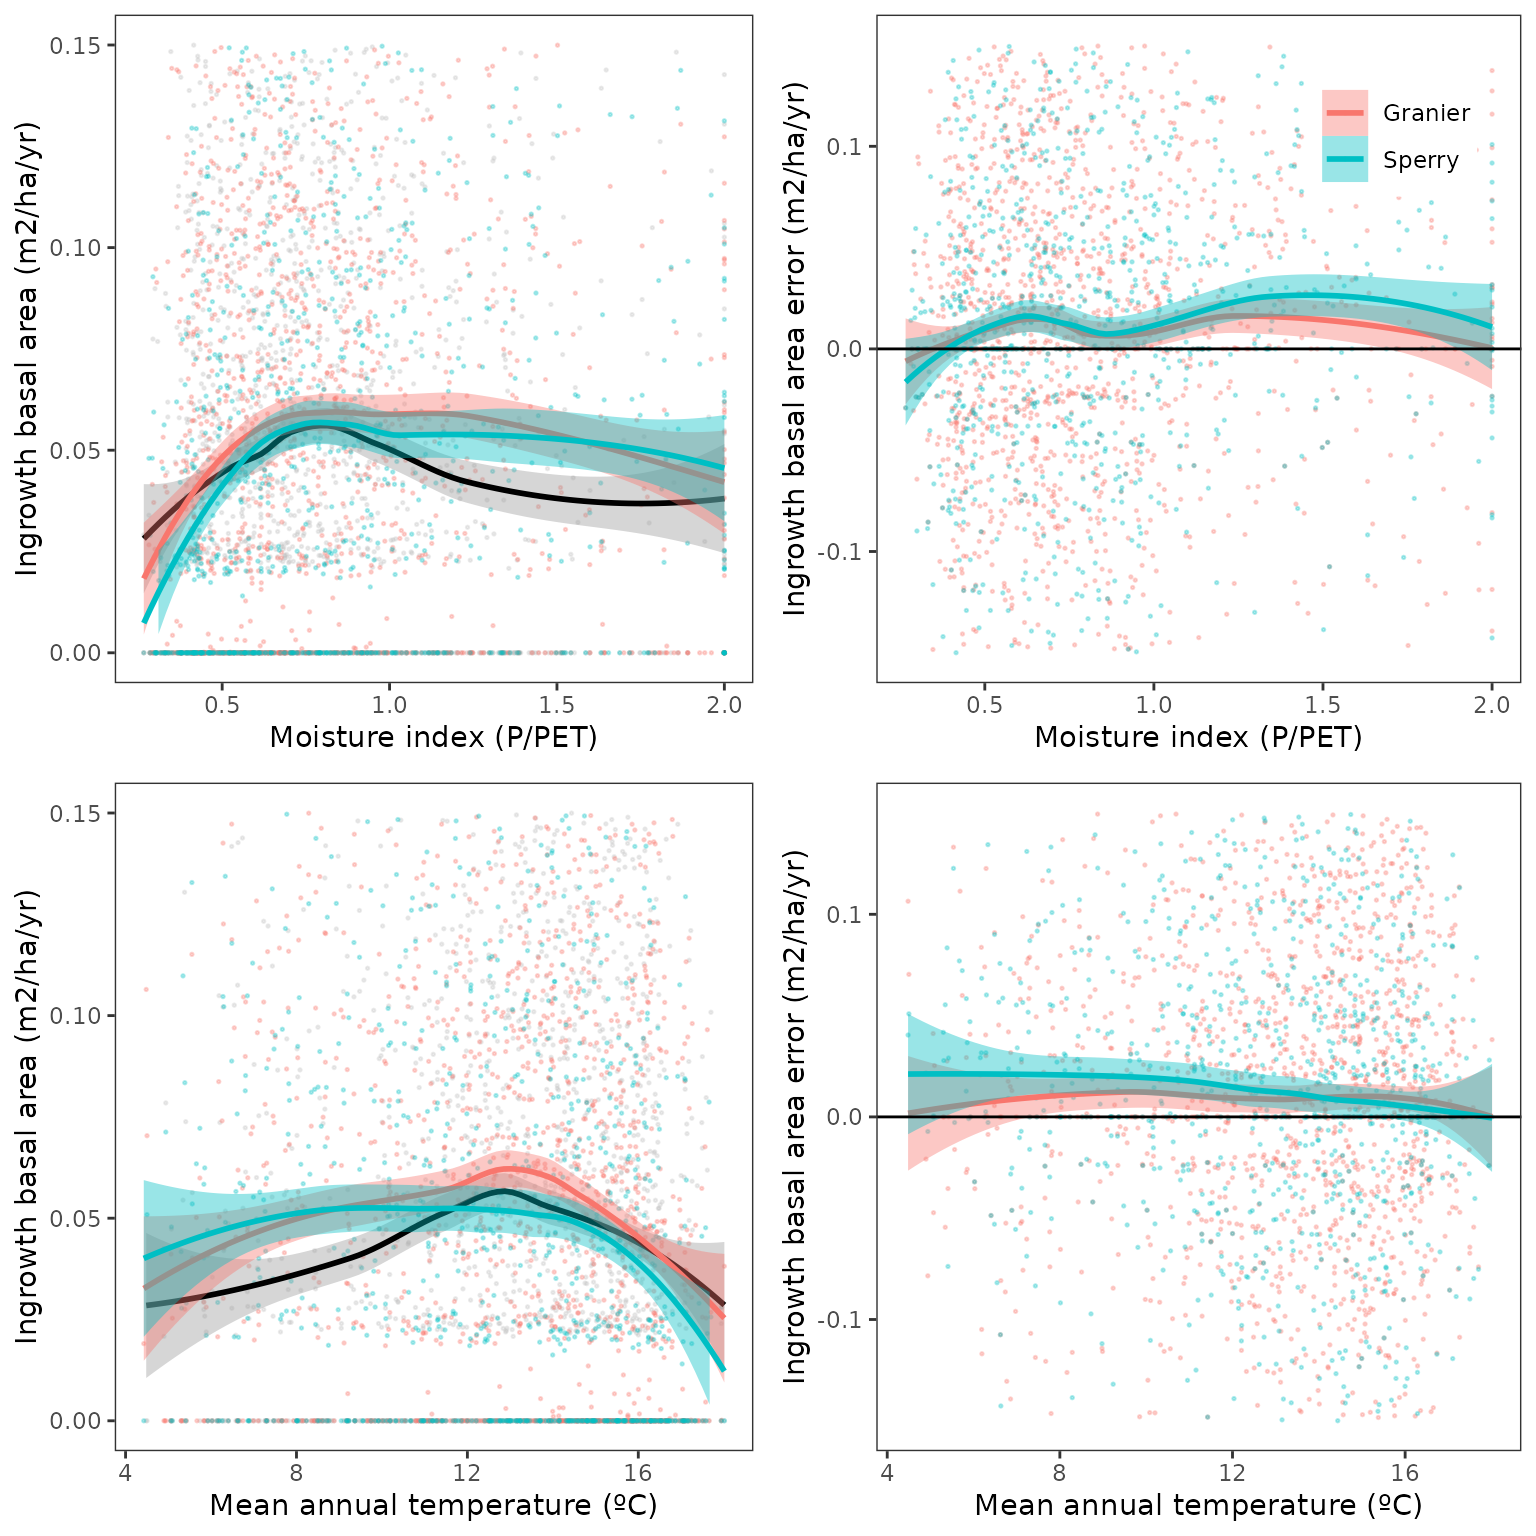 0.15
0.10
0.05
0.00
Ingrowth basal area (m2/ha/yr)
0.5 1.0 1.5 2.0
Moisture index (P/PET)
0.1
0.0
-0.1
Ingrowth basal area error (m2/ha/yr)
Granier
Sperry
0.5 1.0 1.5 2.0
Moisture index (P/PET)
0.15
0.10
0.05
0.00
Ingrowth basal area (m2/ha/yr)
4 8 12 16
Mean annual temperature (ºC)
0.1
0.0
-0.1
Ingrowth basal area error (m2/ha/yr)
4 8 12 16
Mean annual temperature (ºC)